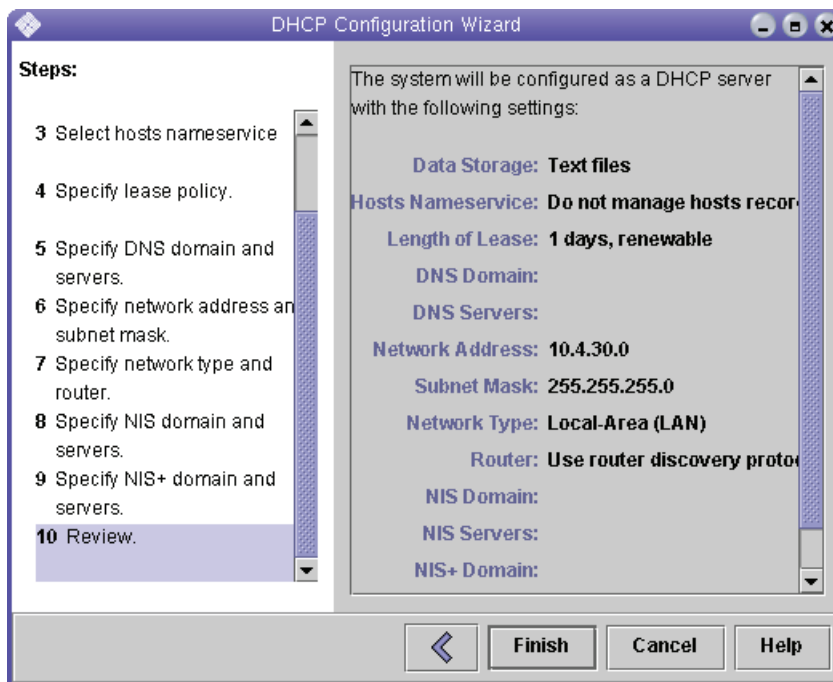 DHCP Configuration Wizard
Steps:
3 Select hosts nameservice
4 Specify lease policy.
5 Specify DNS domain and
servers.
6 Specify network address an
subnet mask.
7 Specify network type and
router.
8 Specify NIS domain and
servers.
9 Specify NIS+ domain and
servers.
10 Review.
The system will be configured as a DHCP server
with the following settings:
Data Storage: Text files
Hosts Nameservice: Do not manage hosts recor
Length of Lease: 1 days, renewable
DNS Domain:
DNS Servers:
Network Address: 10.4.30.0
Subnet Mask: 255.255.255.0
Network Type: Local-Area (LAN)
Router: Use router discovery proto
NIS Domain:
NIS Servers:
NIS+ Domain:
Finish
Cancel
Help